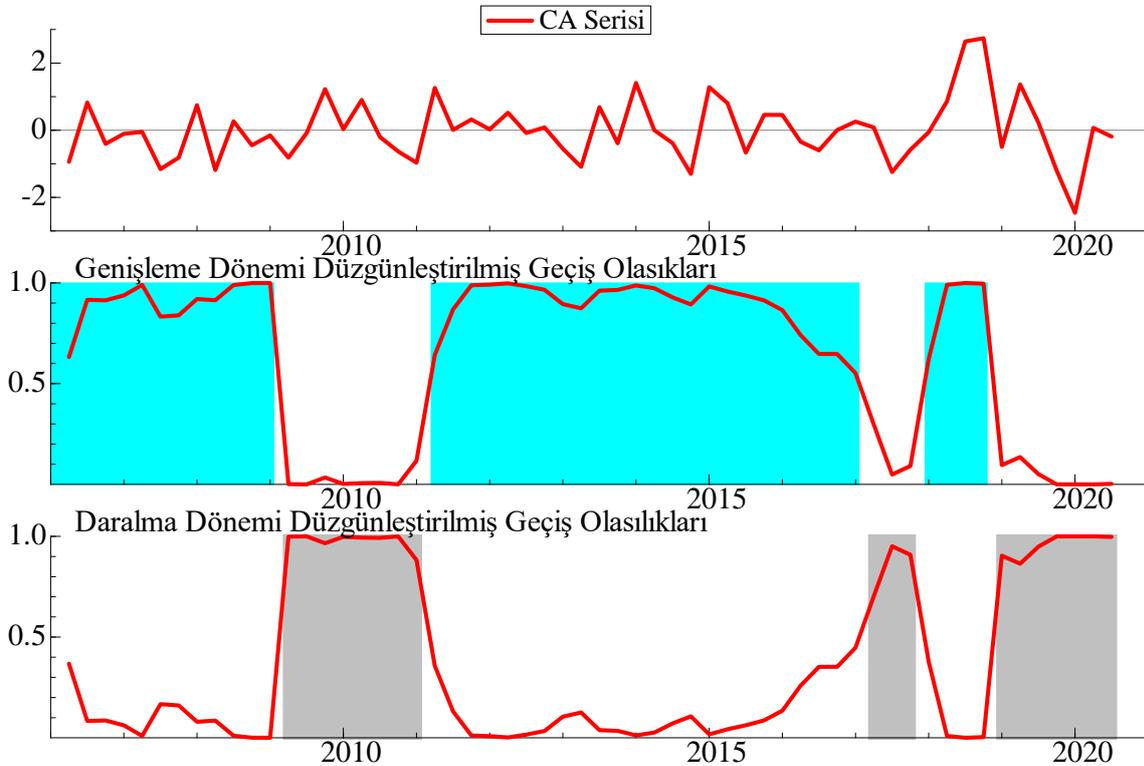 CA Serisi
2
0
-2
2010 2015 2020
Genişleme Dönemi Düzgünleştirilmiş Geçiş Olasıkları
1.0
0.5
2010 2015 2020
Daralma Dönemi Düzgünleştirilmiş Geçiş Olasılıkları
1.0
0.5
2010 2015 2020